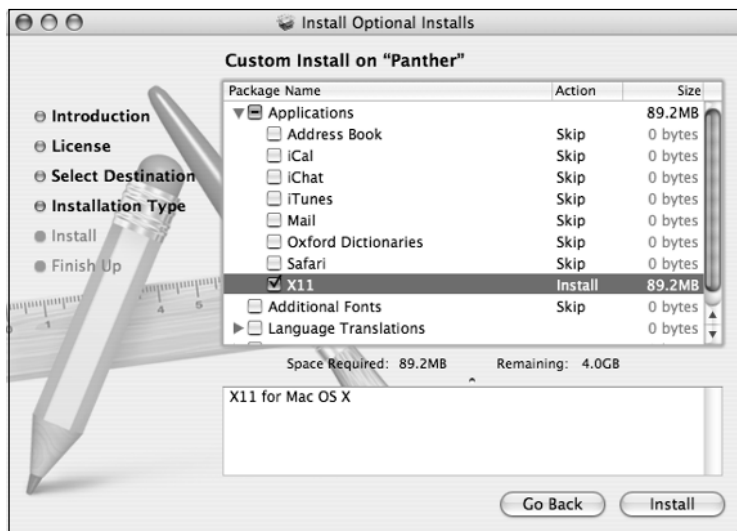 Install Optional Installs
Custom Install on “Panther”
Introduction
License
Select Destination
Installation Type
Install
Finish Up
Package Name Action Size
Applications 89.2MB
Address Book Skip 0 bytes
iCal Skip 0 bytes
iChat Skip 0 bytes
iTunes Skip 0 bytes
Mail Skip 0 bytes
Oxford Dictionaries Skip 0 bytes
Safari Skip 0 bytes
X11 Install 89.2MB
Additional Fonts Skip 0 bytes
Language Translations 0 bytes
Space Required: 89.2MB Remaining: 4.0GB
X11 for Mac OS X
Go Back Install
1
4 5